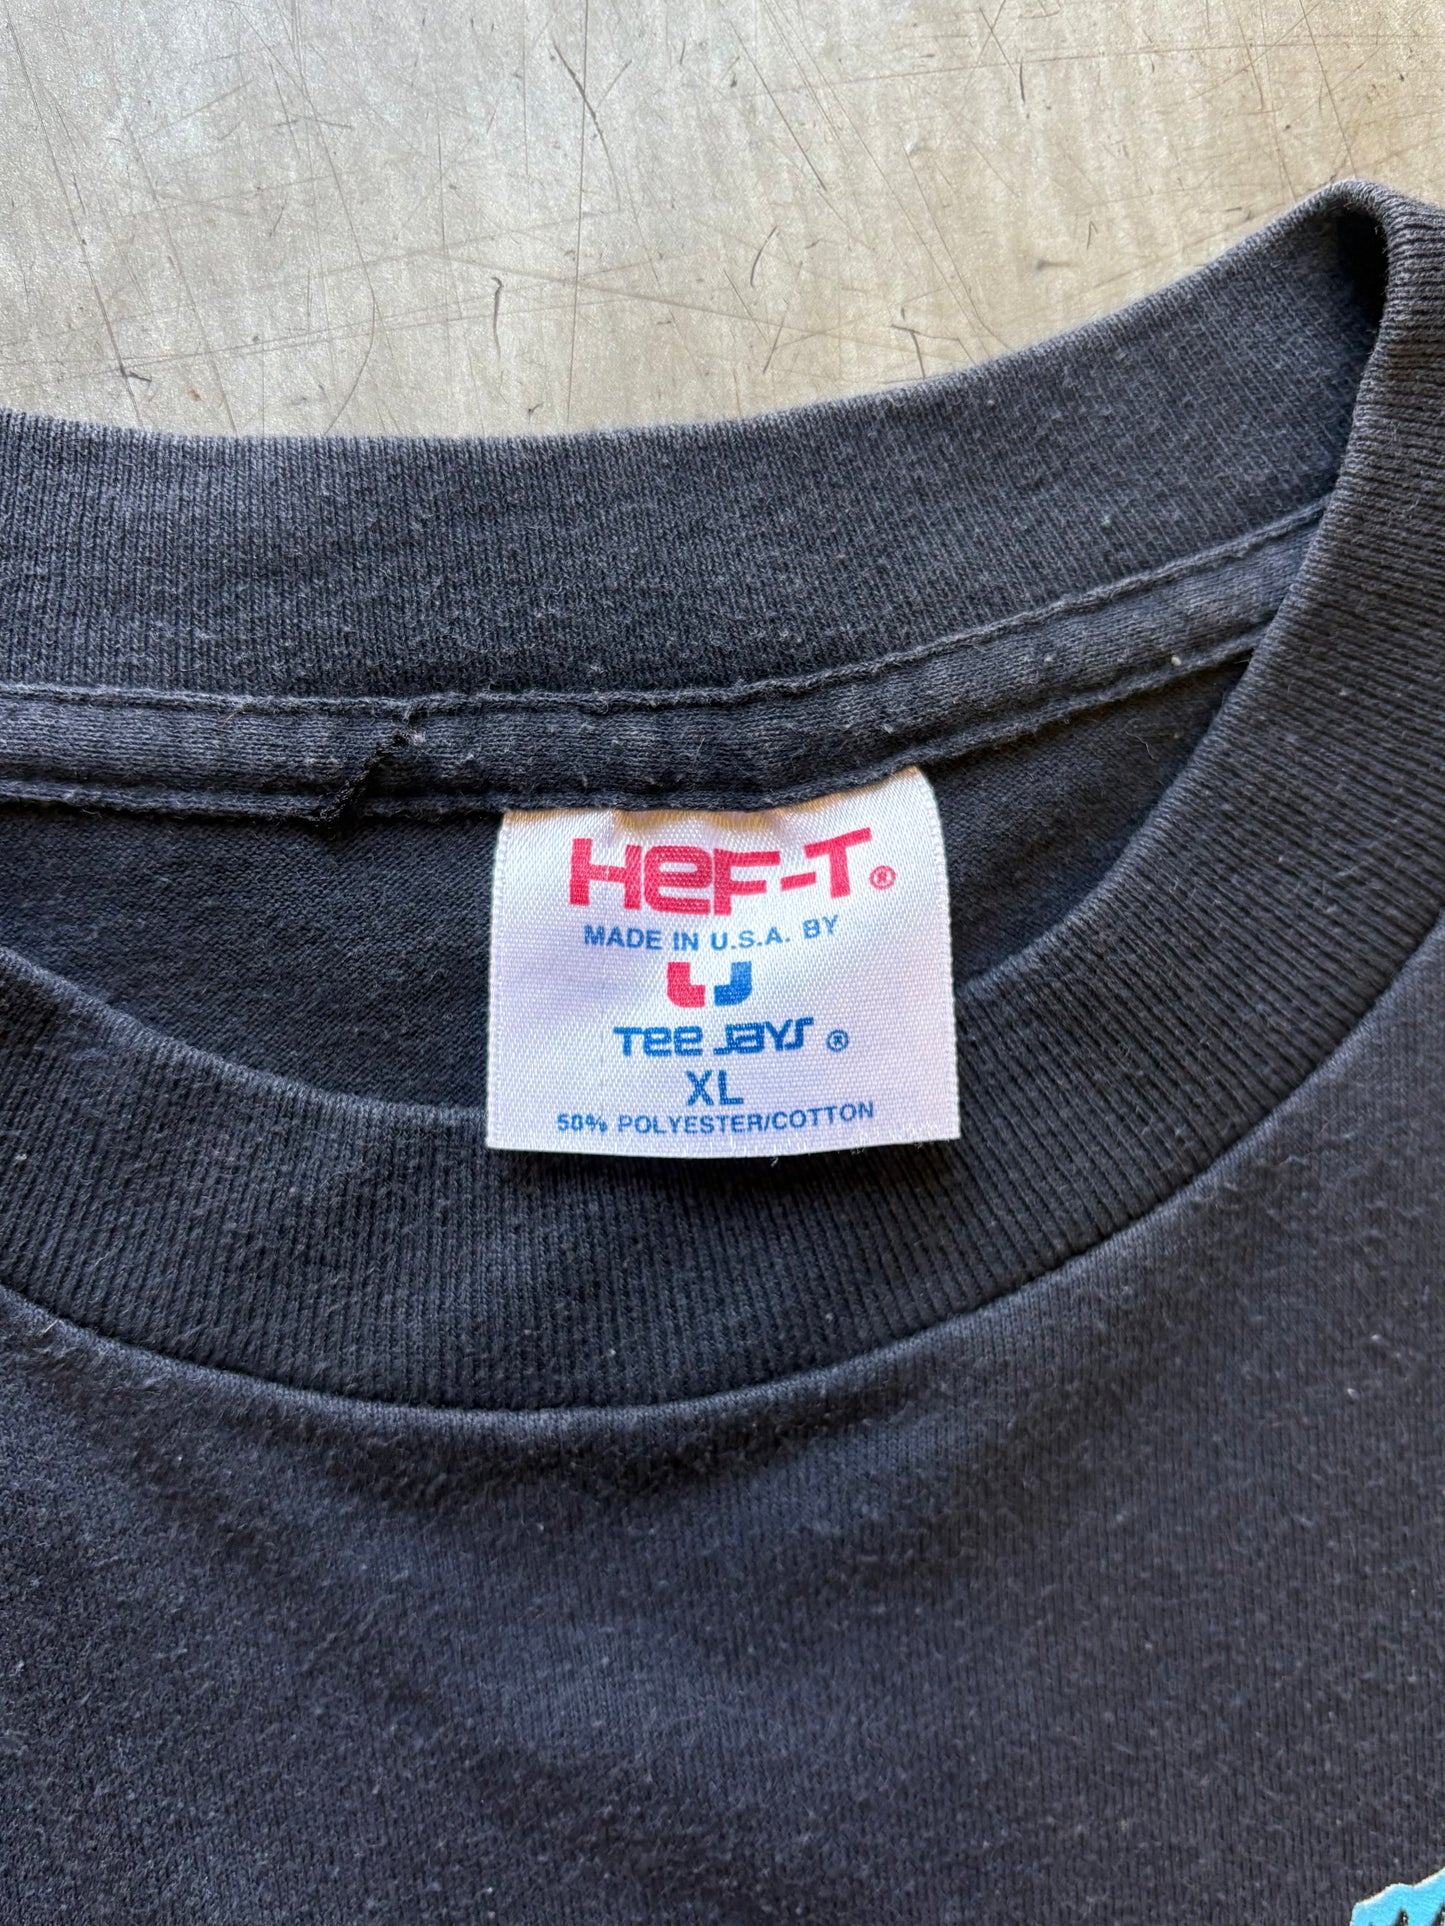 HEF-T®
MADE IN U.S.A. BY
TEE JAYS ®
XL
50% POLYESTER/COTTON